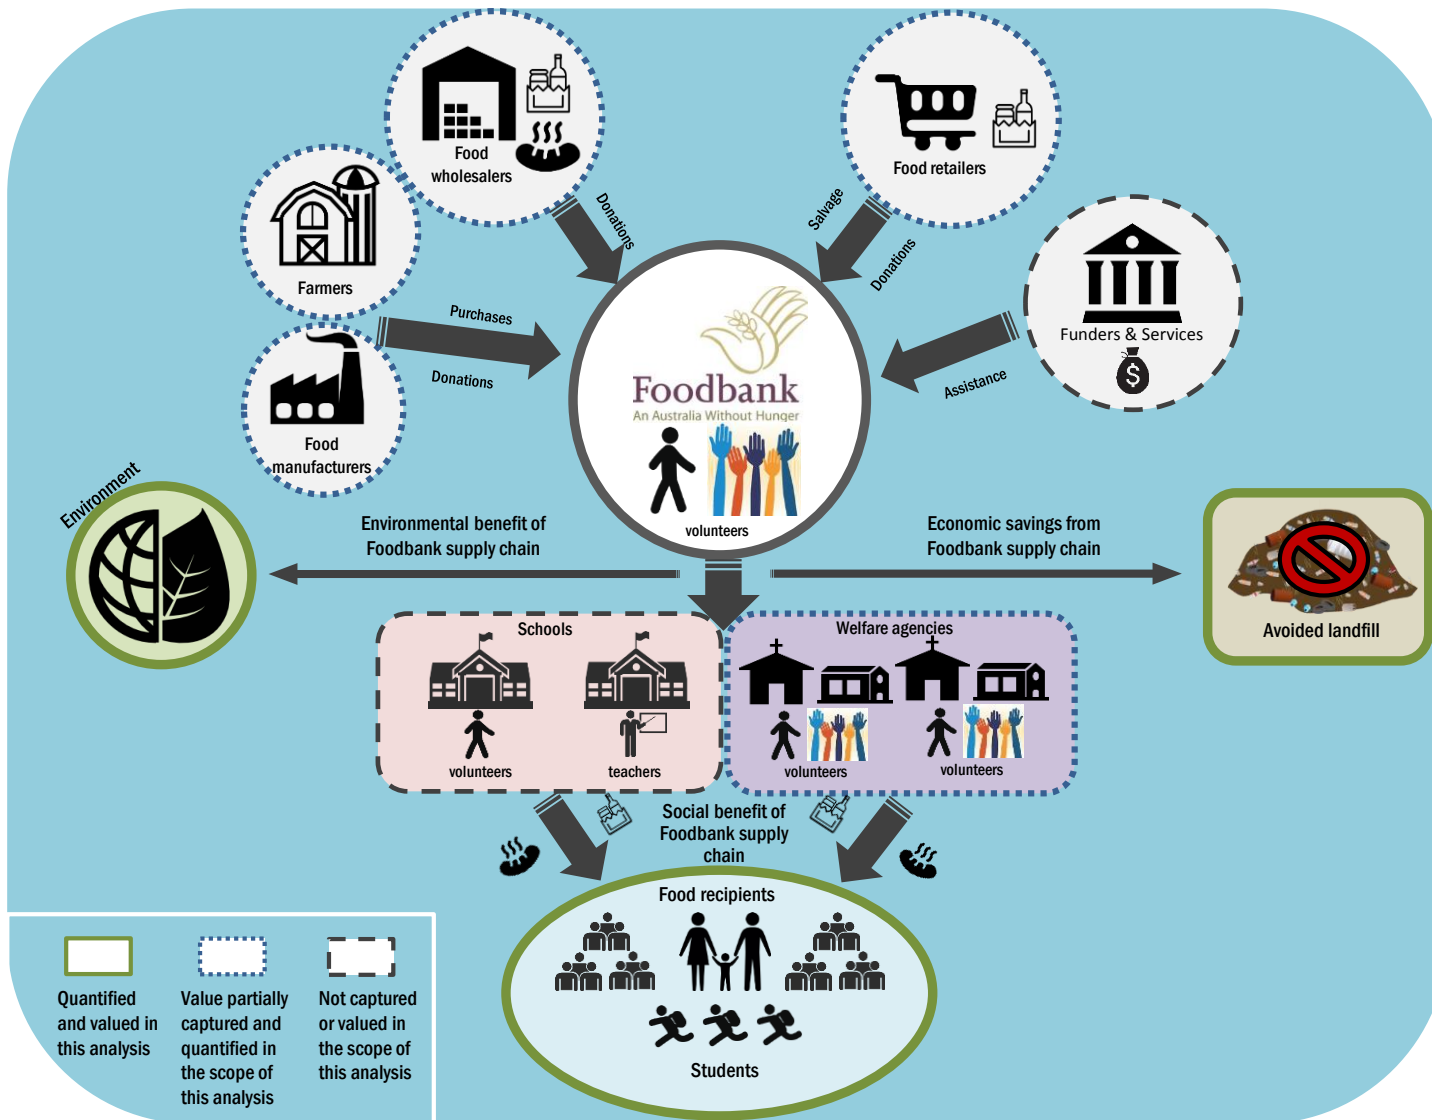 Food
wholesalers
Food retailers
Farmers
Food
manufacturers
Funders & Services
$
Donations
Salvage
Donations
Purchases
Donations
Assistance
Foodbank
An Australia Without Hunger
volunteers
Environment
Environmental benefit of
Foodbank supply chain
Economic savings from
Foodbank supply chain
Avoided landfill
Schools
volunteers
teachers
Welfare agencies
volunteers
volunteers
Social benefit of
Foodbank supply
chain
Food recipients
Students
Quantified
and valued in
this analysis
Value partially
captured and
quantified in
the scope of
this analysis
Not captured
or valued in
the scope of
this analysis